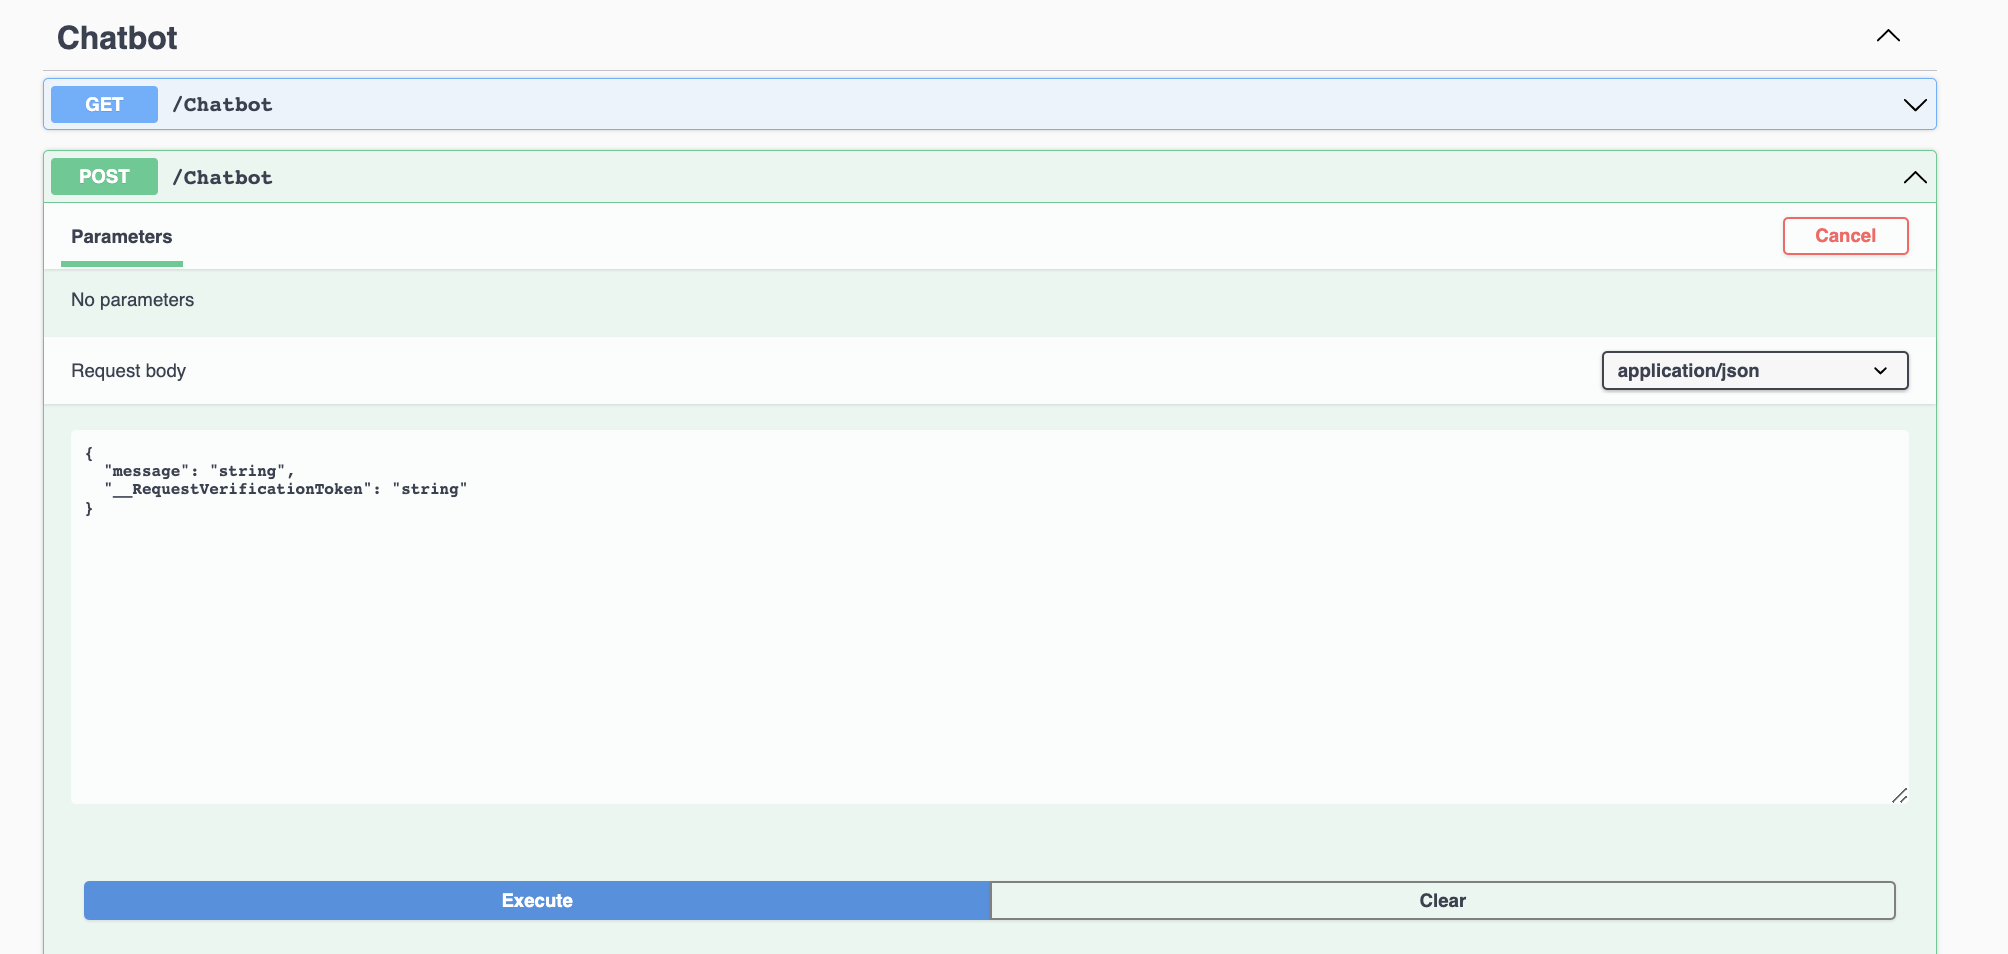 Chatbot
GET /Chatbot
POST /Chatbot
Parameters
Cancel
No parameters
Request body
application/json
{
  "message": "string",
  "__RequestVerificationToken": "string"
}
Execute
Clear